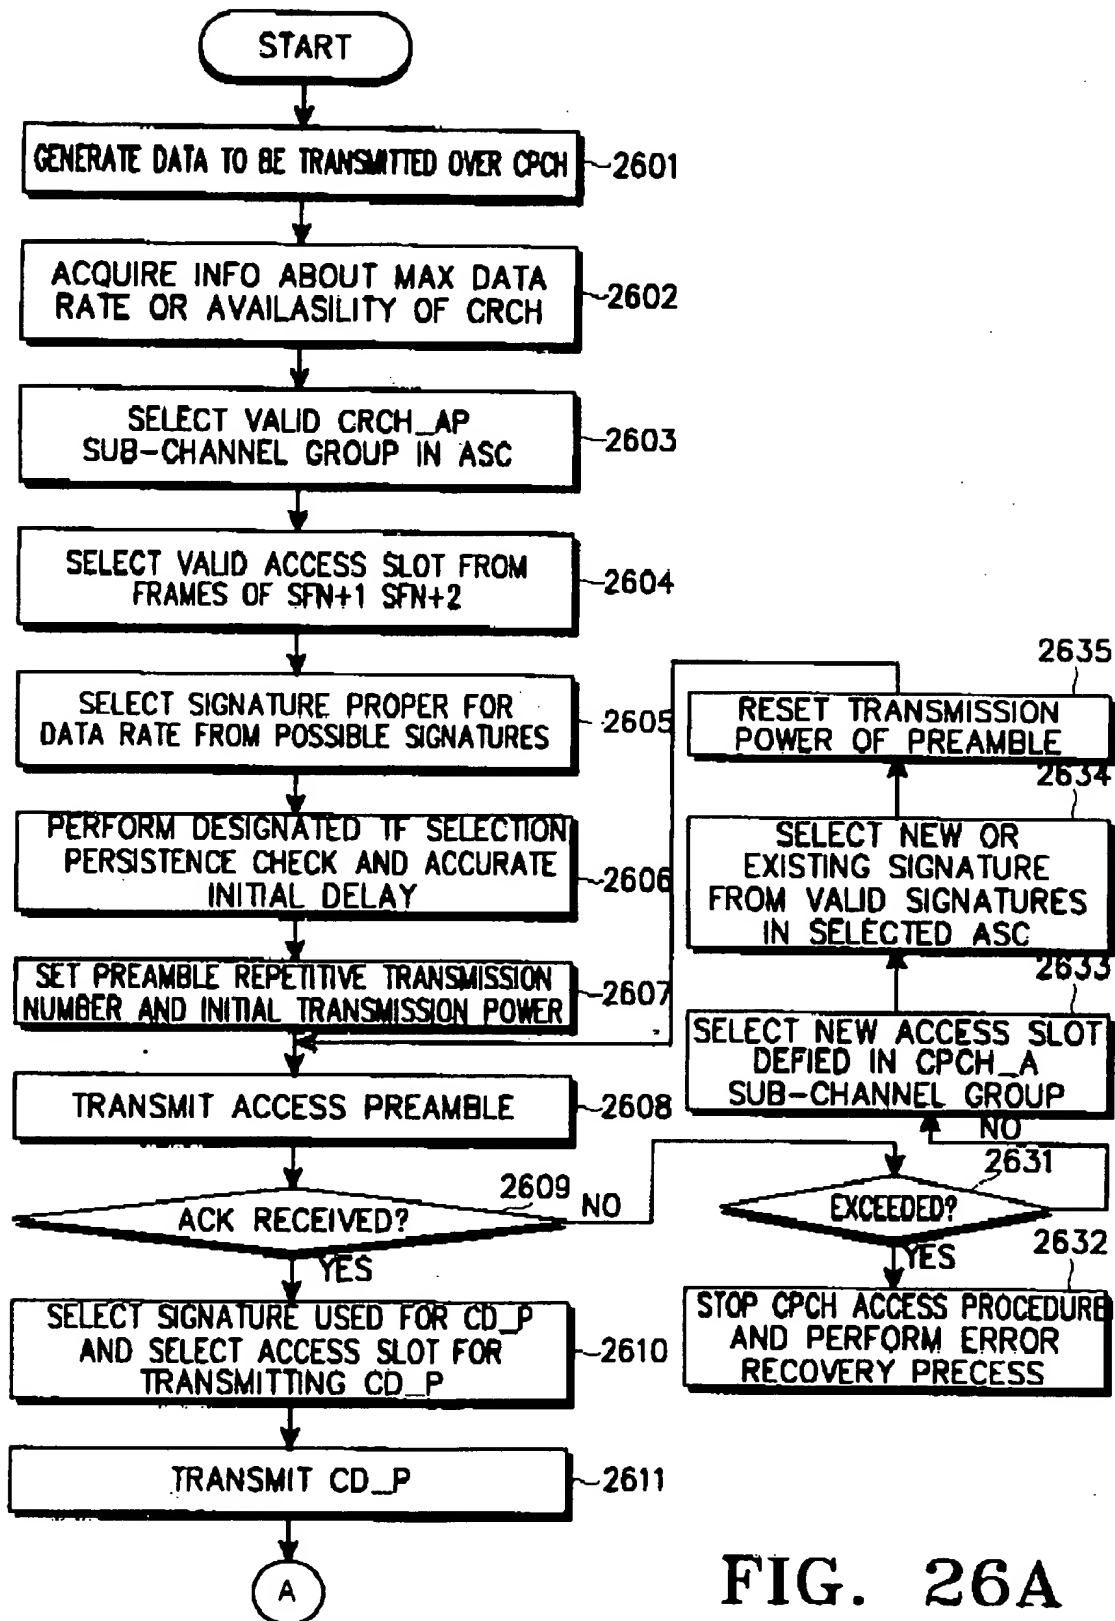 START
GENERATE DATA TO BE TRANSMITTED OVER CPCH
2601
ACQUIRE INFO ABOUT MAX DATA
RATE OR AVAILASILITY OF CRCH
2602
SELECT VALID CRCH_AP
SUB-CHANNEL GROUP IN ASC
2603
SELECT VALID ACCESS SLOT FROM
FRAMES OF SFN+1 SFN+2
2604
SELECT SIGNATURE PROPER FOR
DATA RATE FROM POSSIBLE SIGNATURES
2605
PERFORM DESIGNATED TF SELECTION
PERSISTENCE CHECK AND ACCURATE
INITIAL DELAY
2606
SET PREAMBLE REPETITIVE TRANSMISSION
NUMBER AND INITIAL TRANSMISSION POWER
2607
TRANSMIT ACCESS PREAMBLE
2608
2609
ACK RECEIVED?
NO
YES
SELECT SIGNATURE USED FOR CD_P
AND SELECT ACCESS SLOT FOR
TRANSMITTING CD_P
2610
TRANSMIT CD_P
2611
A
2635
RESET TRANSMISSION
POWER OF PREAMBLE
2634
SELECT NEW OR
EXISTING SIGNATURE
FROM VALID SIGNATURES
IN SELECTED ASC
2633
SELECT NEW ACCESS SLOT
DEFIED IN CPCH_A
SUB-CHANNEL GROUP
NO
2631
EXCEEDED?
YES
2632
STOP CPCH ACCESS PROCEDURE
AND PERFORM ERROR
RECOVERY PRECESS
FIG. 26A